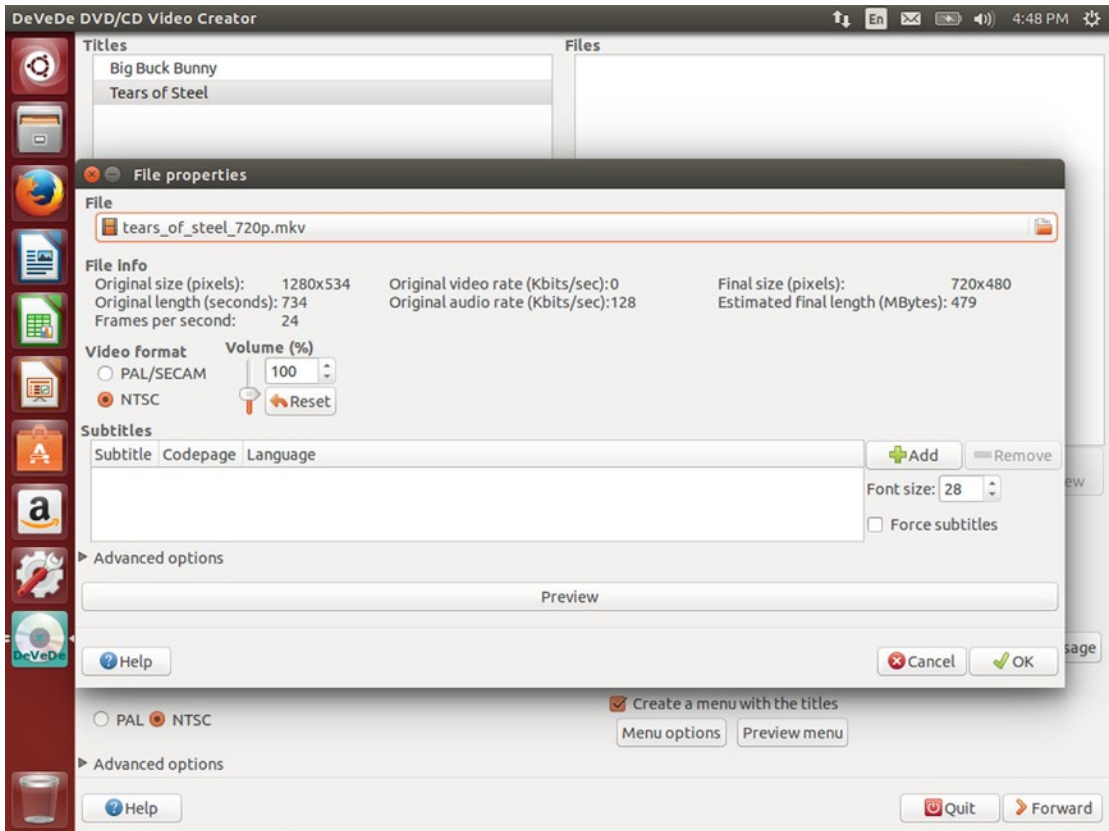 DeVeDe DVD/CD Video Creator
En
4:48 PM
Titles
Files
Big Buck Bunny
Tears of Steel
File properties
File
tears_of_steel_720p.mkv
File info
Original size (pixels): 1280x534 Original video rate (Kbits/sec):0 Final size (pixels): 720x480
Original length (seconds): 734 Original audio rate (Kbits/sec):128 Estimated final length (MBytes): 479
Frames per second: 24
Video format
Volume (%)
PAL/SECAM
100
NTSC
Reset
Subtitles
Subtitle Codepage Language
Add
Remove
ew
Font size: 28
Force subtitles
Advanced options
Preview
Help
Cancel
OK
sage
PAL NTSC
Create a menu with the titles
Menu options
Preview menu
Advanced options
Help
Quit
Forward
a
DeVeDe